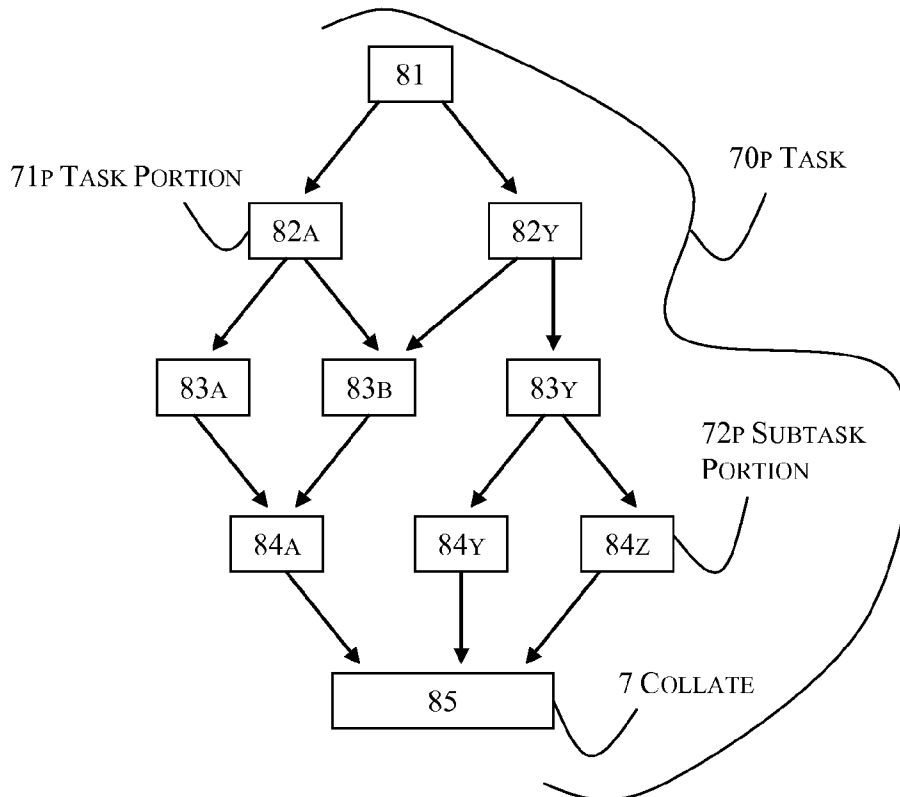 81
71P TASK PORTION
70P TASK
82A
82Y
83A
83B
83Y
72P SUBTASK
PORTION
84A
84Y
84Z
7 COLLATE
85